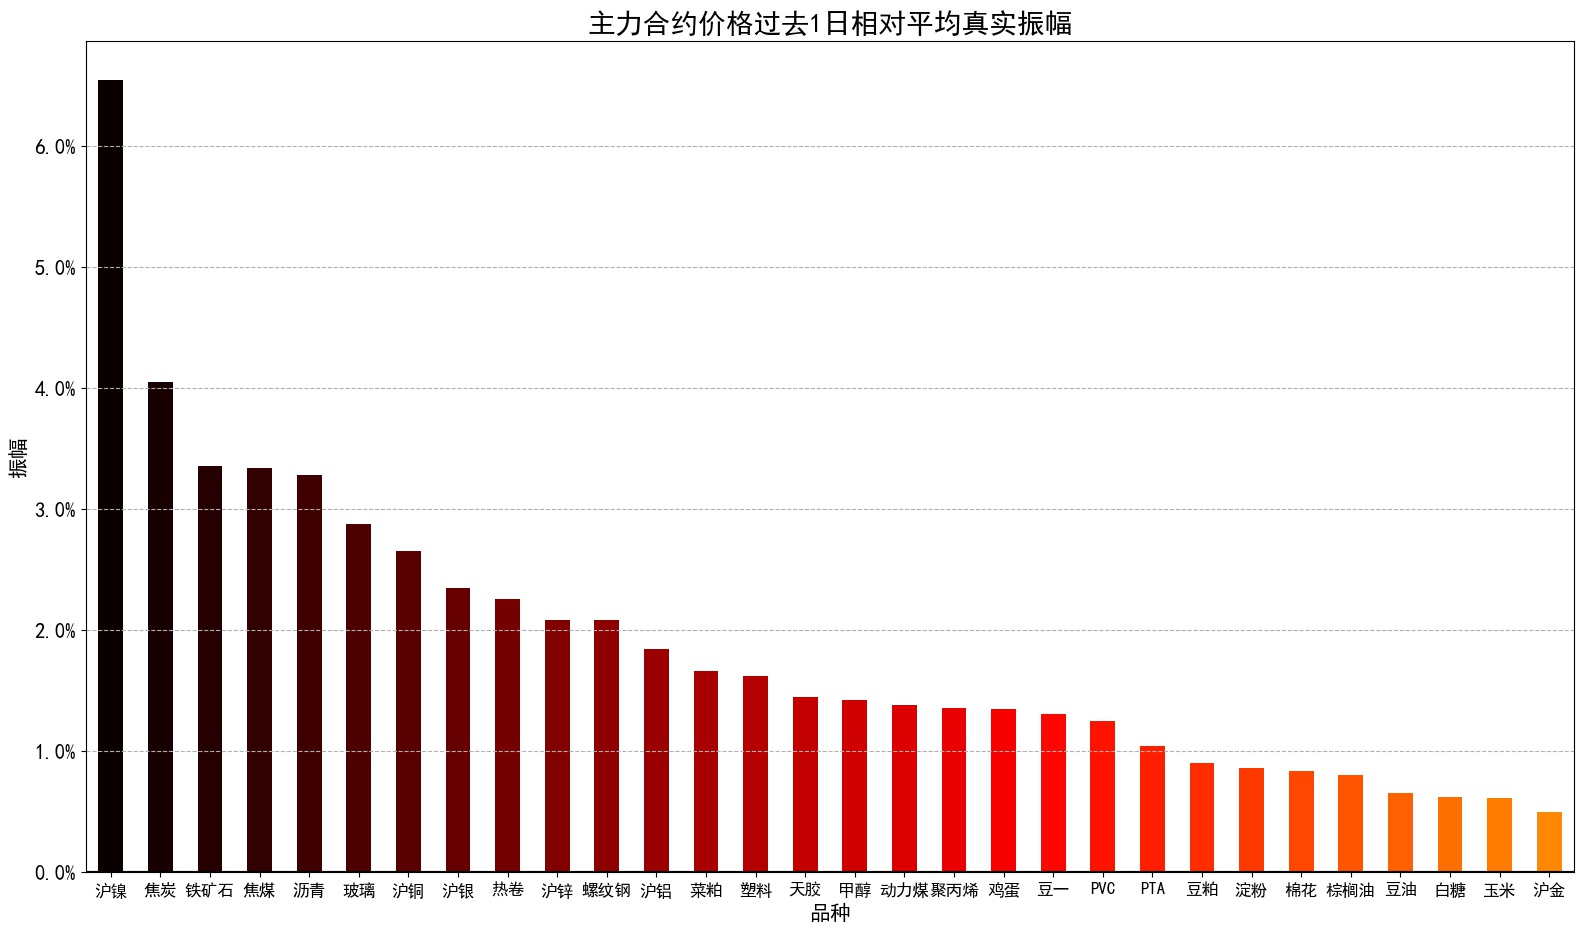 主力合约价格过去1日相对平均真实振幅
振幅
6.0%
5.0%
4.0%
3.0%
2.0%
1.0%
0.0%
沪镍 焦炭 铁矿石 焦煤 沥青 玻璃 沪铜 沪银 热卷 沪锌 螺纹钢 沪铝 菜粕 塑料 天胶 甲醇 动力煤 聚丙烯 鸡蛋 豆一 PVC PTA 豆粕 淀粉 棉花 棕榈油 豆油 白糖 玉米 沪金
品种